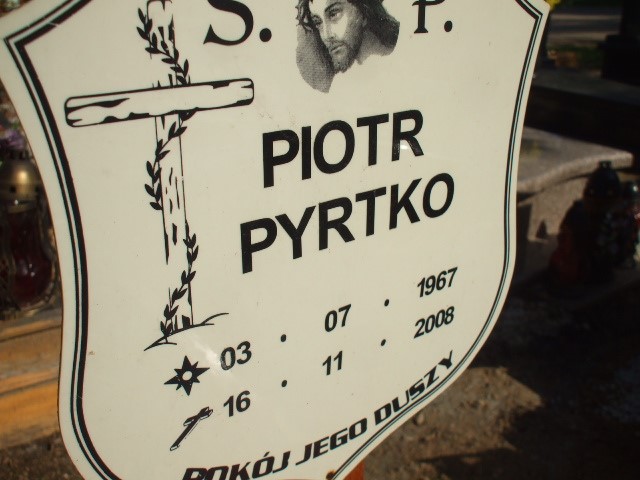 S. P.
PIOTR
PYRTKO
03 . 07 . 1967
16 . 11 . 2008
POKÓJ JEGO DUSZY